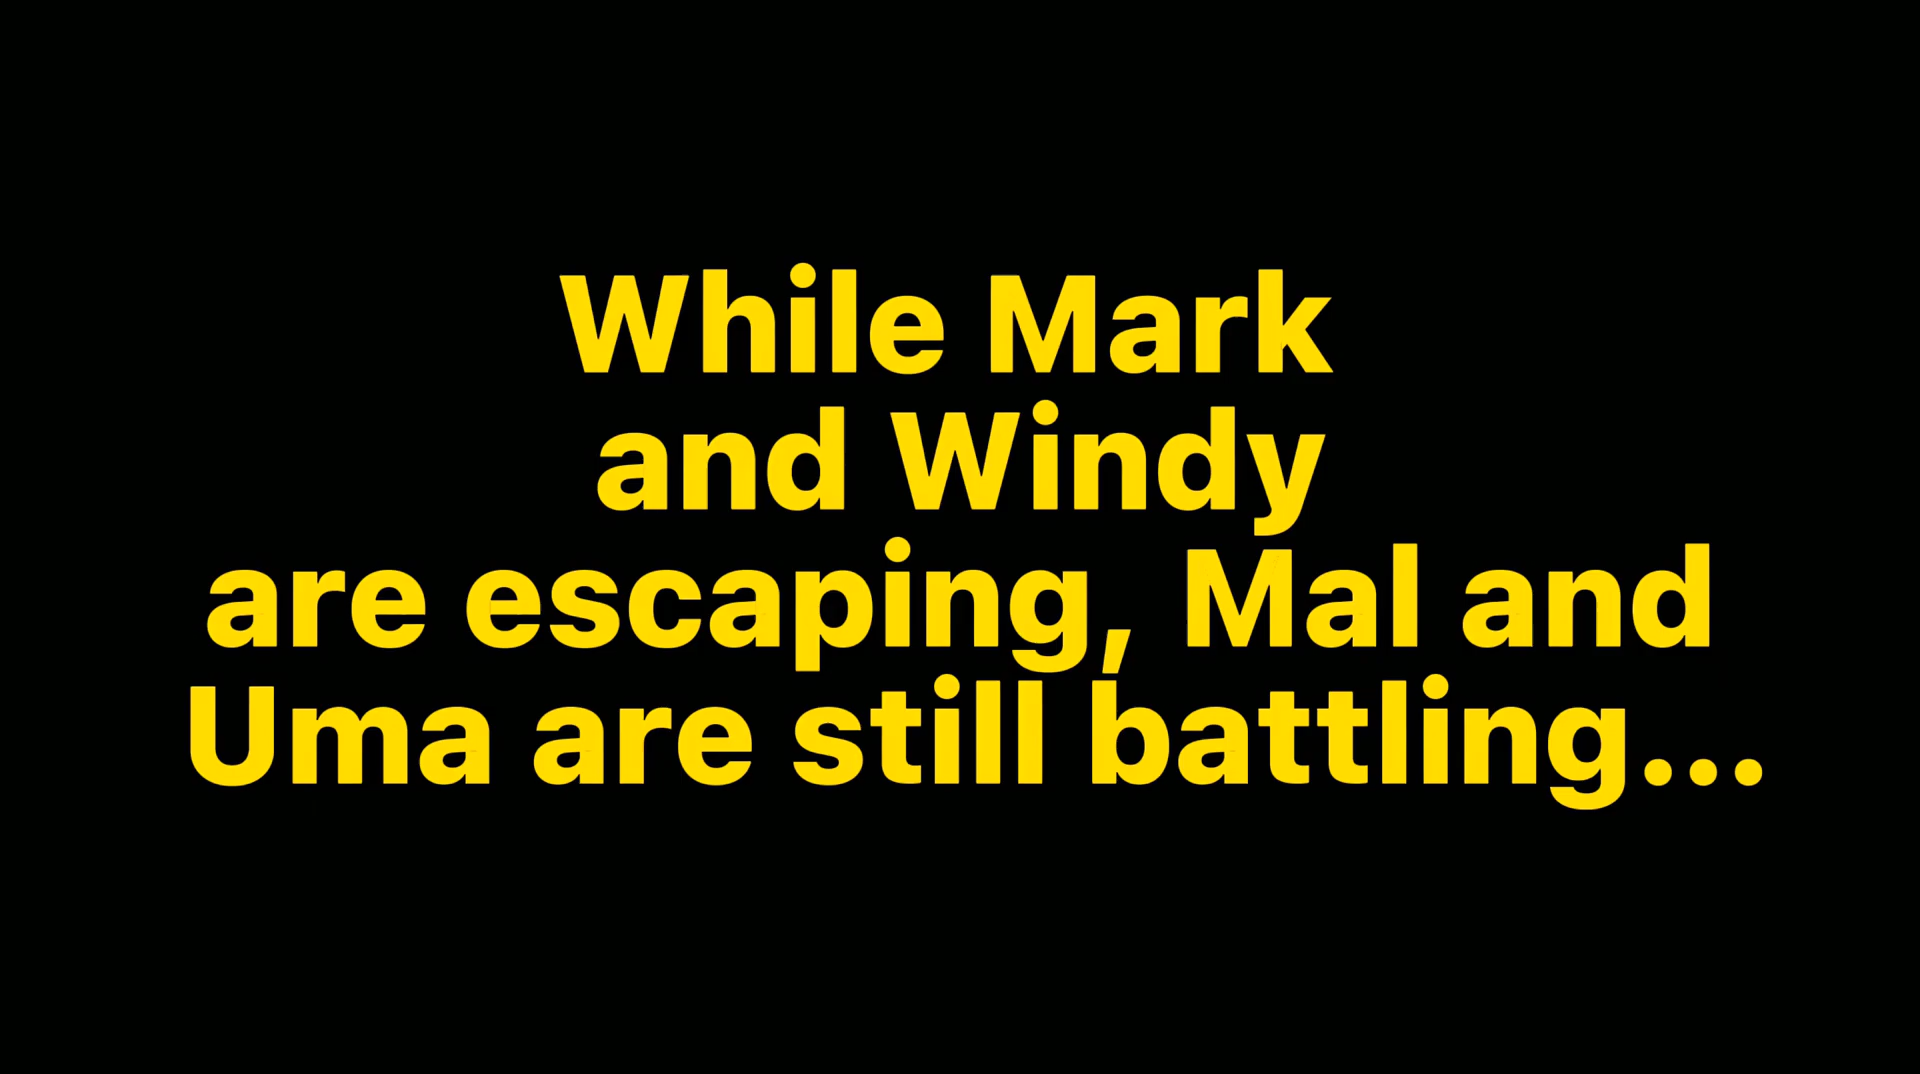 While Mark
and Windy
are escaping, Mal and
Uma are still battling...